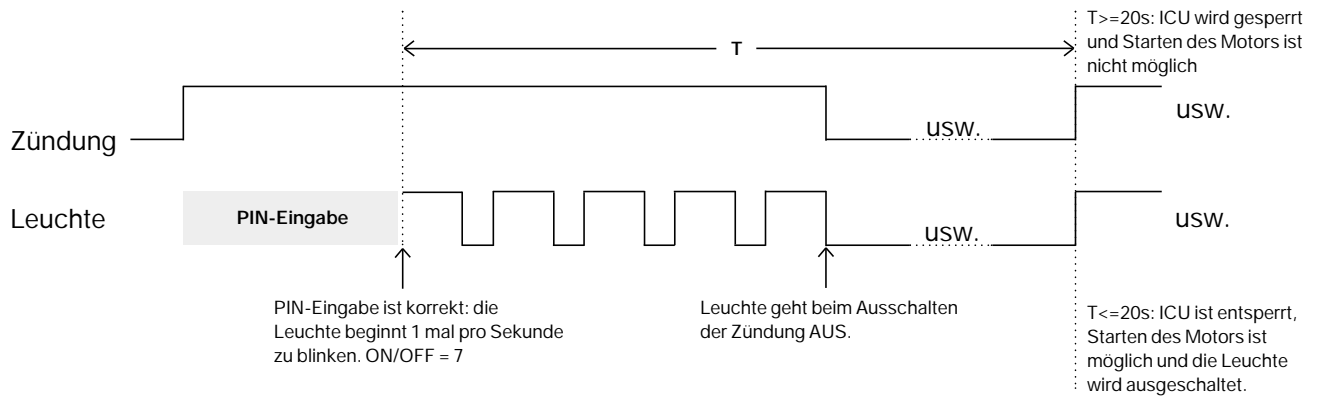 T>=20s: ICU wird gesperrt
und Starten des Motors ist
nicht möglich
T
Zündung
usw.
usw.
Leuchte
PIN-Eingabe
usw.
usw.
PIN-Eingabe ist korrekt: die
Leuchte beginnt 1 mal pro Sekunde
zu blinken. ON/OFF = 7
Leuchte geht beim Ausschalten
der Zündung AUS.
T<=20s: ICU ist entsperrt,
Starten des Motors ist
möglich und die Leuchte
wird ausgeschaltet.